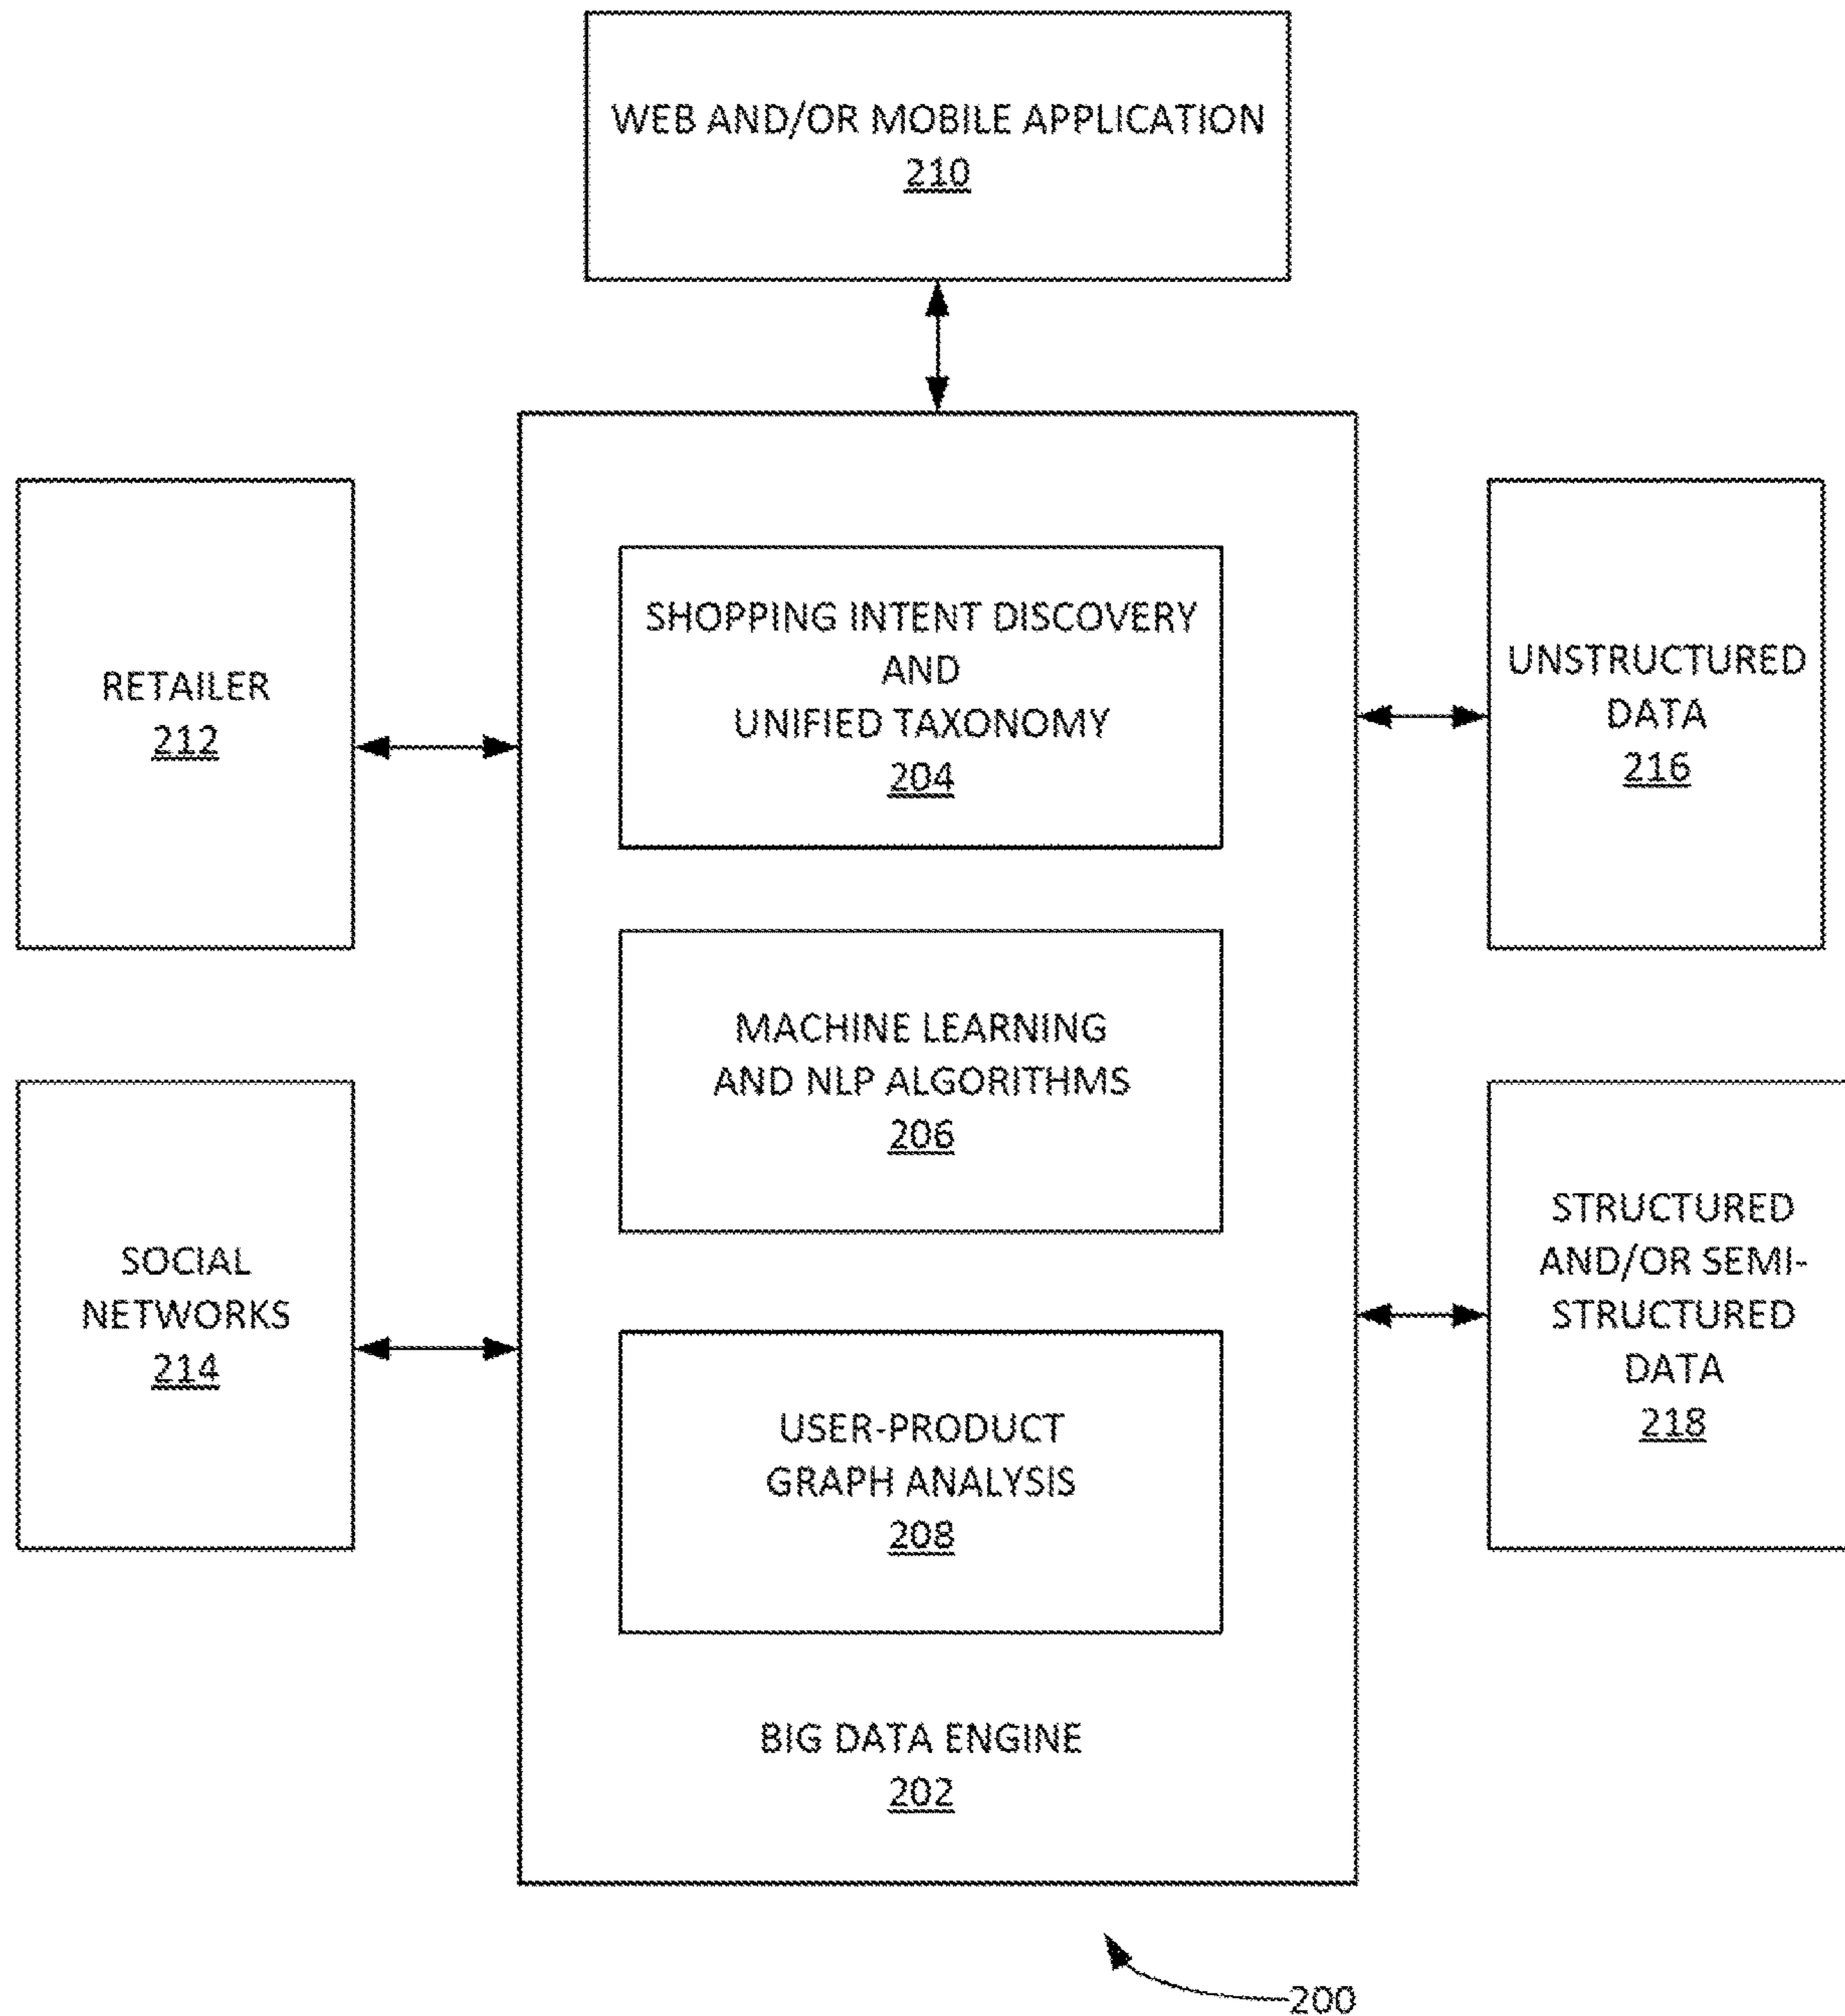 WEB AND/OR MOBILE APPLICATION
210
RETAILER
212
SOCIAL
NETWORKS
214
SHOPPING INTENT DISCOVERY
AND
UNIFIED TAXONOMY
204
MACHINE LEARNING
AND NLP ALGORITHMS
206
USER-PRODUCT
GRAPH ANALYSIS
208
BIG DATA ENGINE
202
UNSTRUCTURED
DATA
216
STRUCTURED
AND/OR SEMI-
STRUCTURED
DATA
218
200